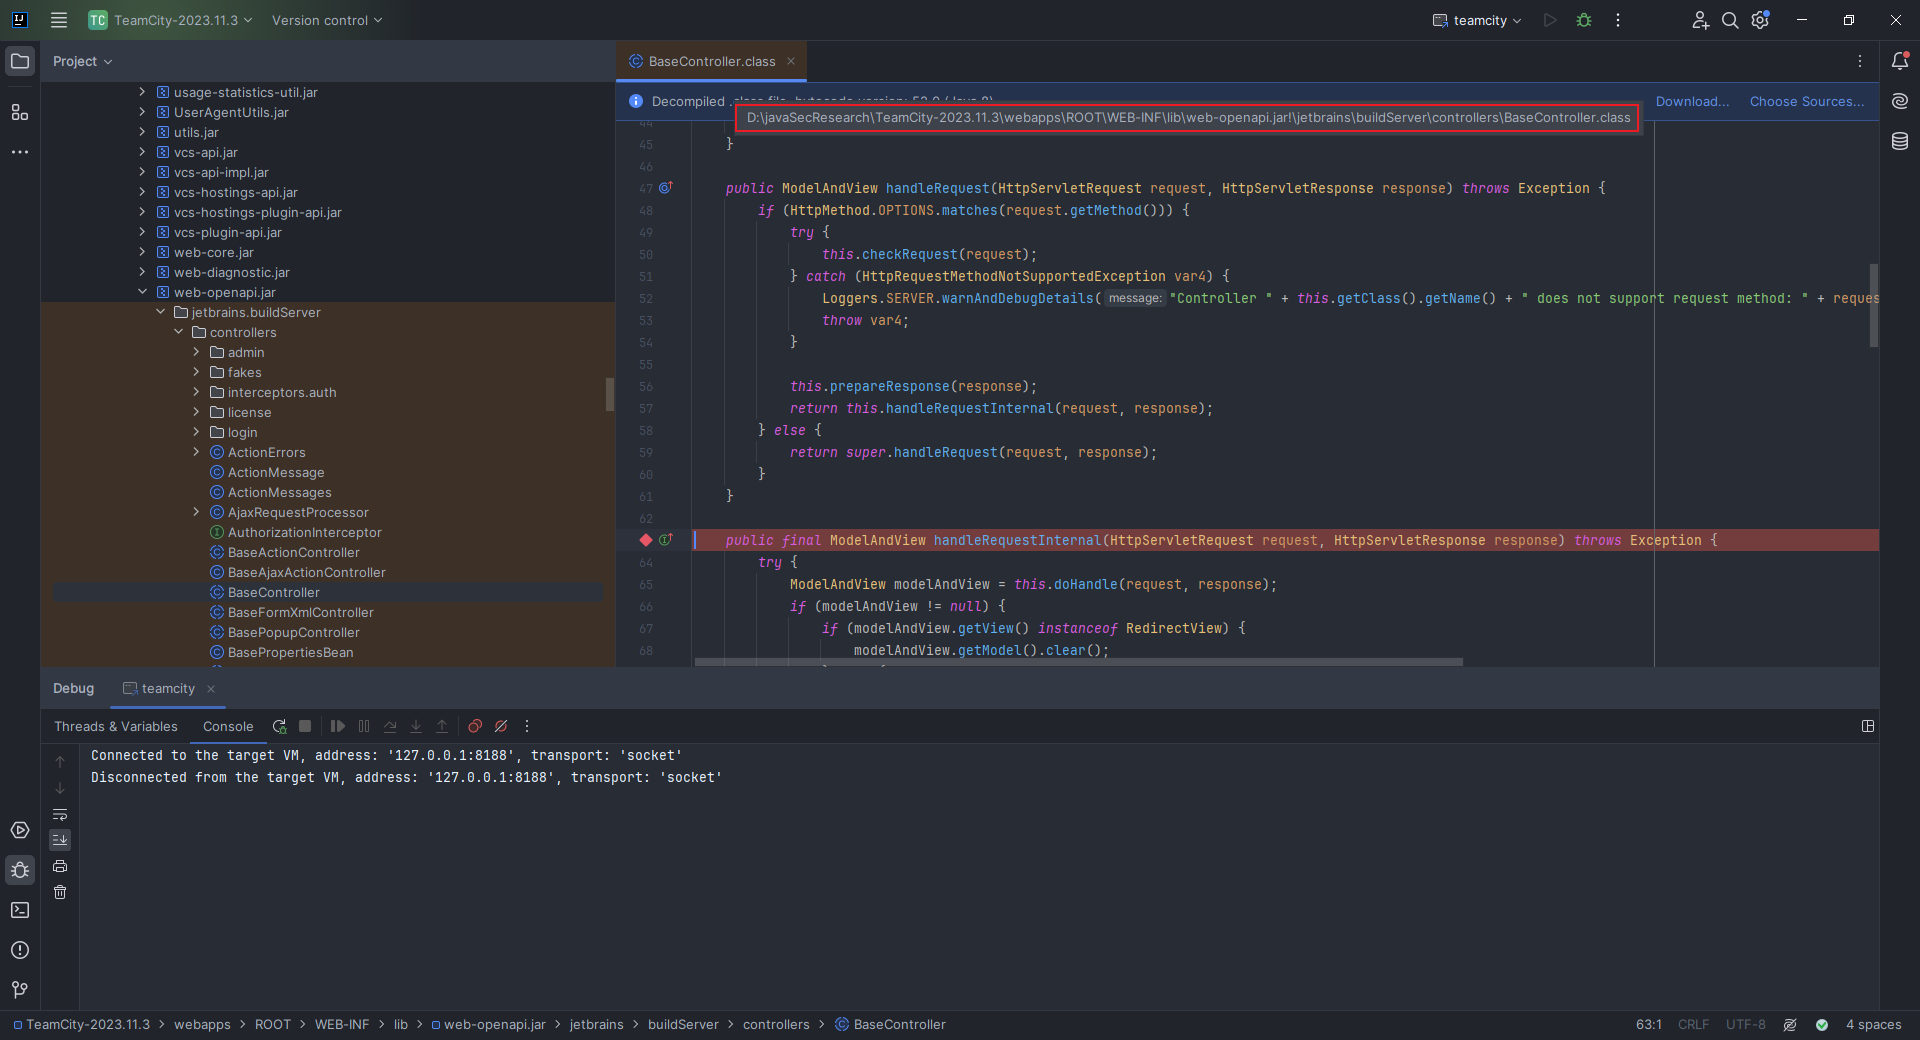 TC TeamCity-2023.11.3 Version control teamcity
Project
BaseController.class
usage-statistics-util.jar
UserAgentUtils.jar
utils.jar
vcs-api.jar
vcs-api-impl.jar
vcs-hostings-api.jar
vcs-hostings-plugin-api.jar
vcs-plugin-api.jar
web-core.jar
web-diagnostic.jar
web-openapi.jar
jetbrains.buildServer
controllers
admin
fakes
interceptors.auth
license
login
ActionErrors
ActionMessage
ActionMessages
AjaxRequestProcessor
AuthorizationInterceptor
BaseActionController
BaseAjaxActionController
BaseController
BaseFormXmlController
BasePopupController
BasePropertiesBean
Decompiled .class file, bytecode version: 52.0 (Java 8) Download... Choose Sources...
D:\javaSecResearch\TeamCity-2023.11.3\webapps\ROOT\WEB-INF\lib\web-openapi.jar!\jetbrains\buildServer\controllers\BaseController.class
44
45 }
46
47 public ModelAndView handleRequest(HttpServletRequest request, HttpServletResponse response) throws Exception {
48 if (HttpMethod.OPTIONS.matches(request.getMethod())) {
49 try {
50 this.checkRequest(request);
51 } catch (HttpRequestMethodNotSupportedException var4) {
52 Loggers.SERVER.warnAndDebugDetails( message: "Controller " + this.getClass().getName() + " does not support request method: " + reques
53 throw var4;
54 }
55
56 this.prepareResponse(response);
57 return this.handleRequestInternal(request, response);
58 } else {
59 return super.handleRequest(request, response);
60 }
61 }
62
public final ModelAndView handleRequestInternal(HttpServletRequest request, HttpServletResponse response) throws Exception {
64 try {
65 ModelAndView modelAndView = this.doHandle(request, response);
66 if (modelAndView != null) {
67 if (modelAndView.getView() instanceof RedirectView) {
68 modelAndView.getModel().clear();
Debug teamcity
Threads & Variables Console
Connected to the target VM, address: '127.0.0.1:8188', transport: 'socket'
Disconnected from the target VM, address: '127.0.0.1:8188', transport: 'socket'
TeamCity-2023.11.3 > webapps > ROOT > WEB-INF > lib > web-openapi.jar > jetbrains > buildServer > controllers > BaseController 63:1 CRLF UTF-8 4 spaces